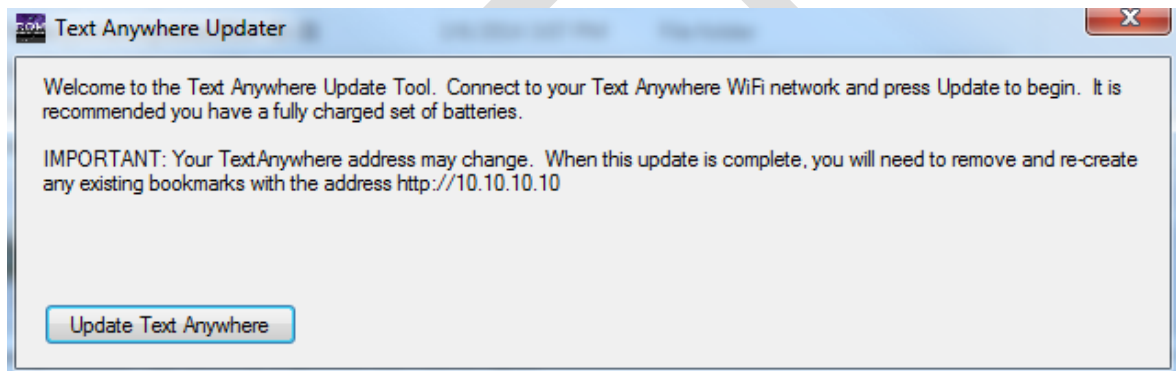 Text Anywhere Updater
Welcome to the Text Anywhere Update Tool. Connect to your Text Anywhere WiFi network and press Update to begin. It is
recommended you have a fully charged set of batteries.
IMPORTANT: Your TextAnywhere address may change. When this update is complete, you will need to remove and re-create
any existing bookmarks with the address http://10.10.10.10
Update Text Anywhere